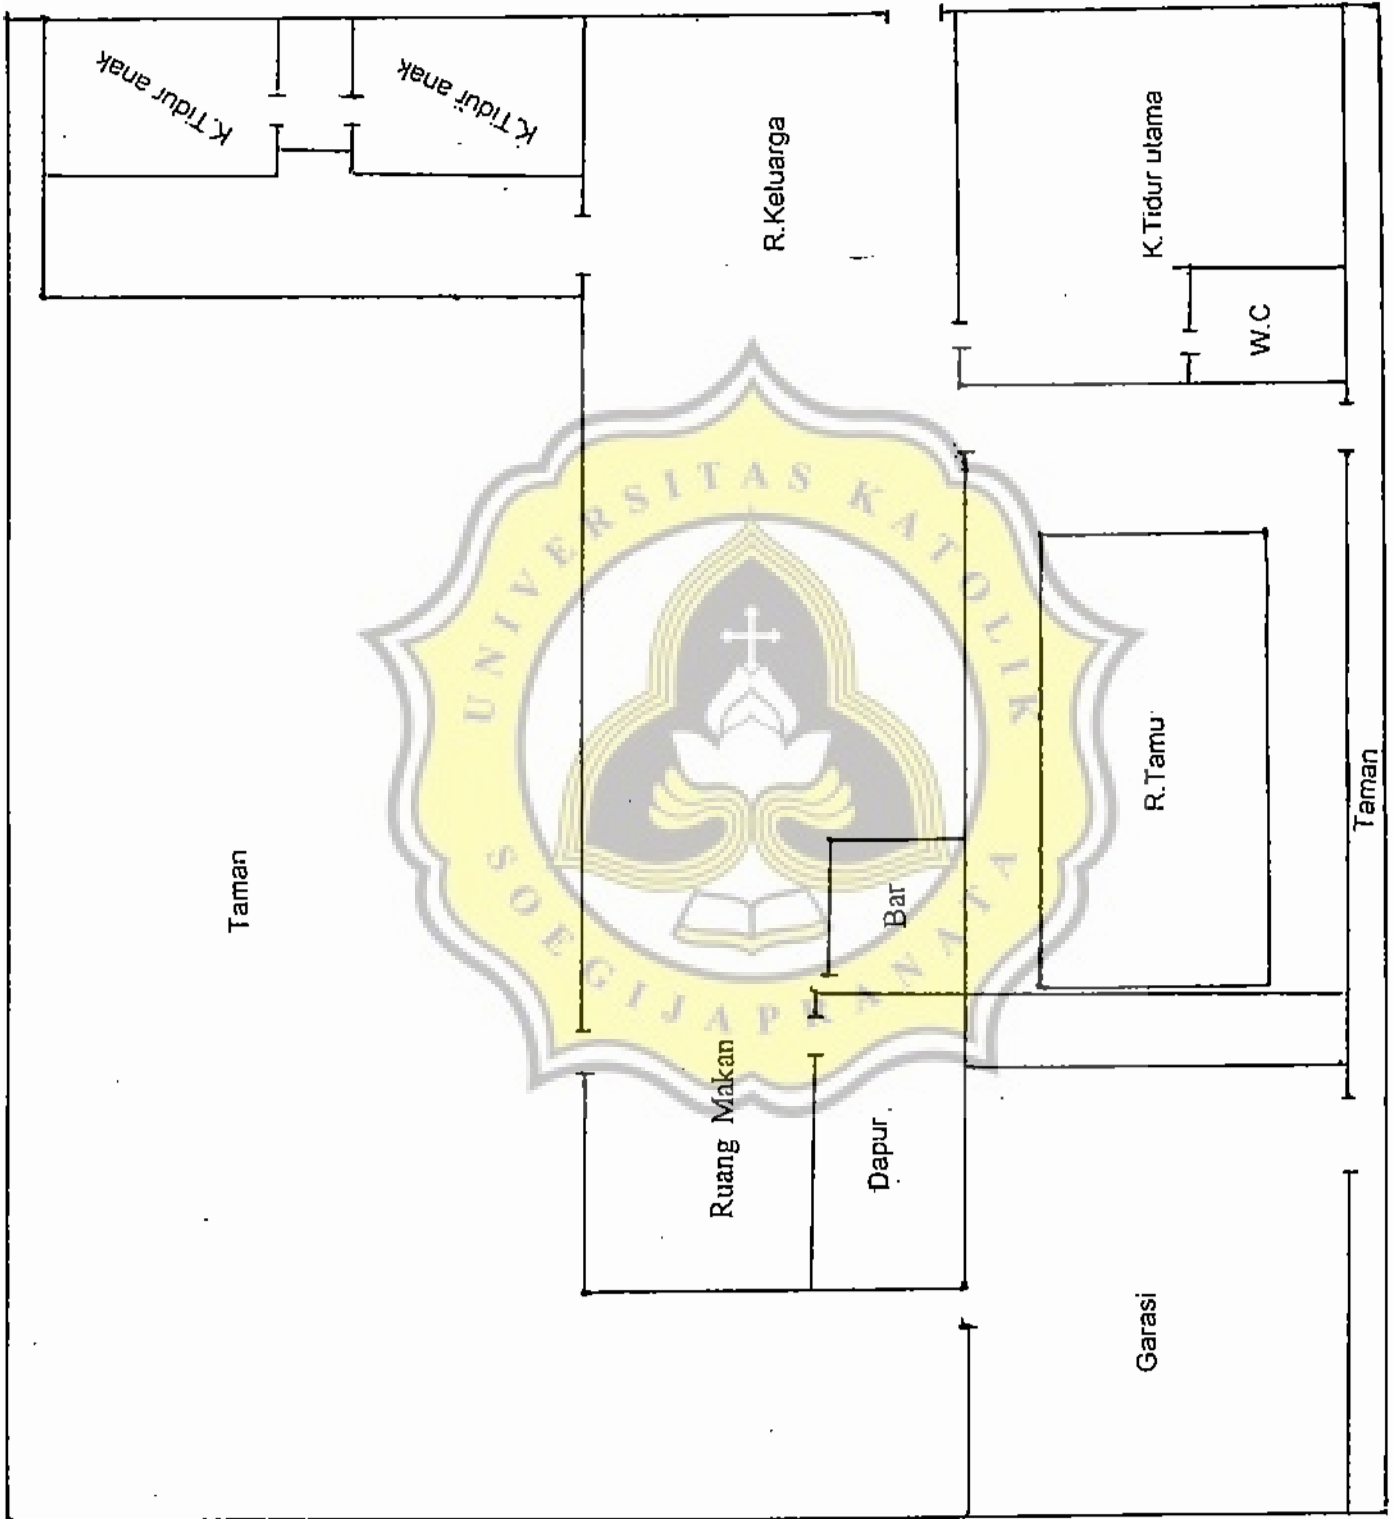 K.Tidur anak
K.Tidur anak
R.Keluarga
K.Tidur utama
W.C
UNIVERSITAS KATOLIK
SOEGIJAPRANATA
R.Tamu
Taman
Taman
Bar
Ruang Makan
Dapur
Garasi